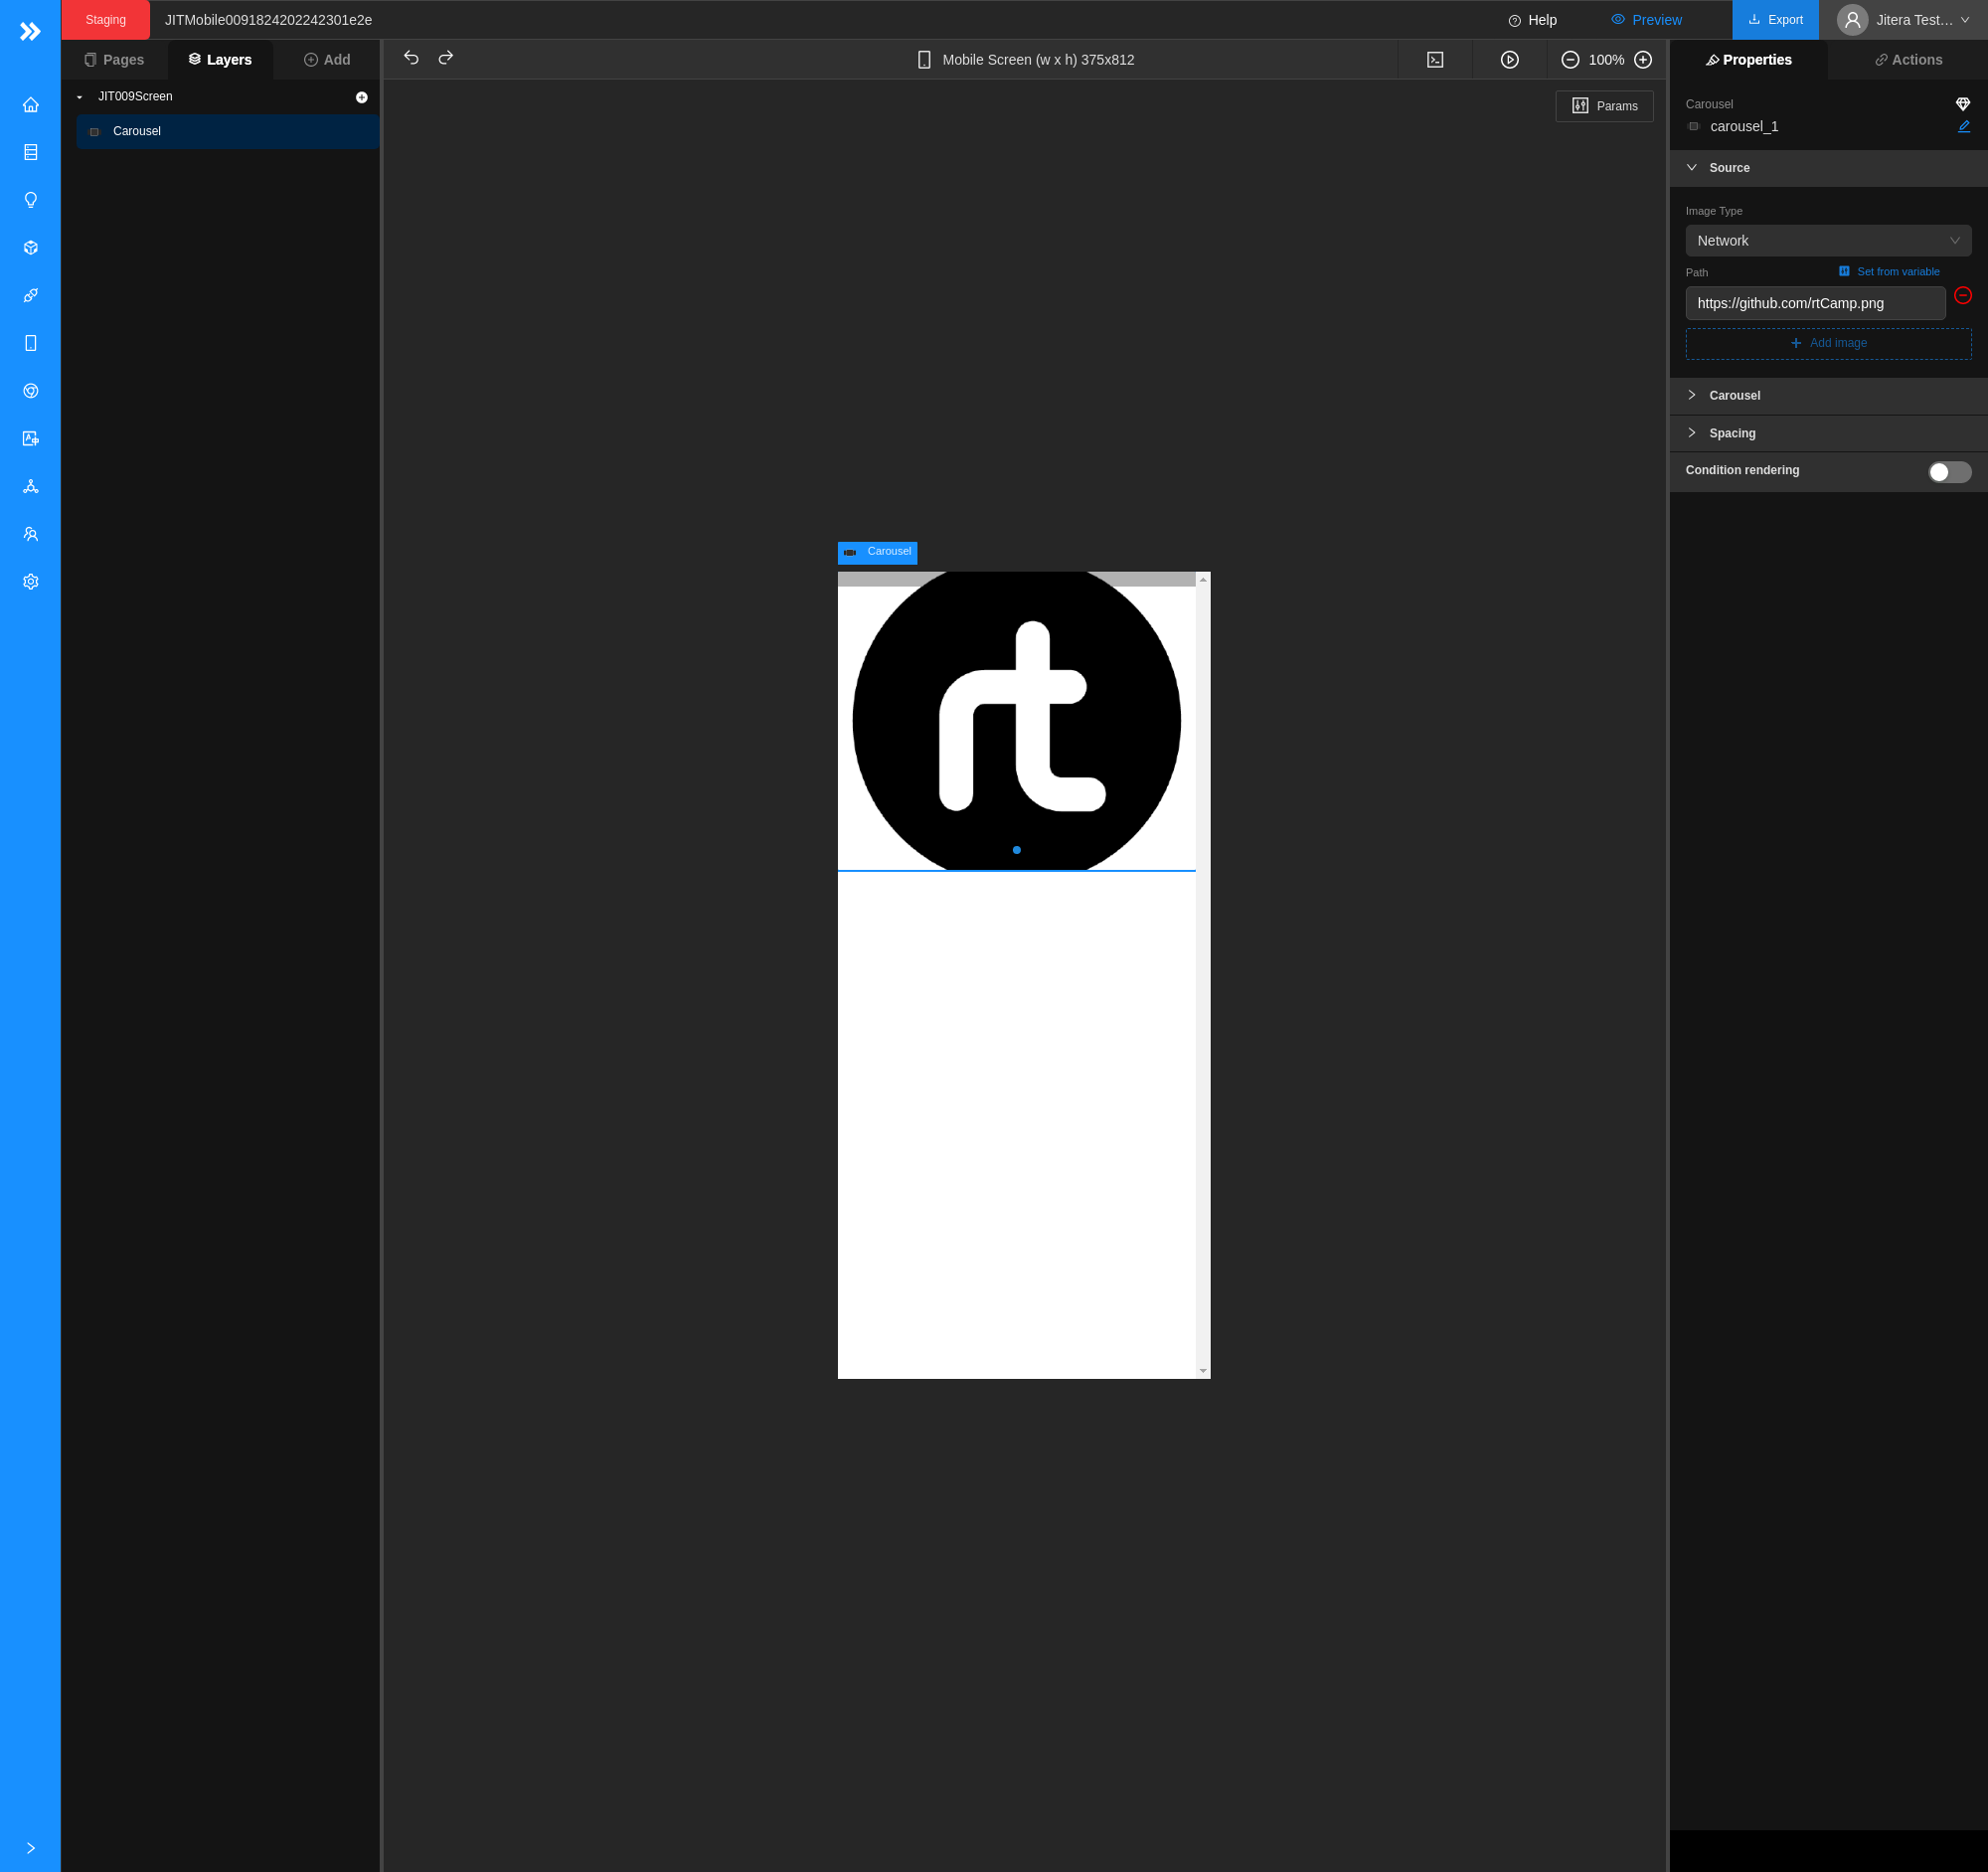 Staging
JITMobile0091824202242301e2e
Help
Preview
Export
Jitera Test…
Pages
Layers
Add
Mobile Screen (w x h) 375x812
100%
Properties
Actions
JIT009Screen
Carousel
Params
Carousel
carousel_1
Source
Image Type
Network
Path
Set from variable
https://github.com/rtCamp.png
Add image
Carousel
Spacing
Condition rendering
Carousel
rt